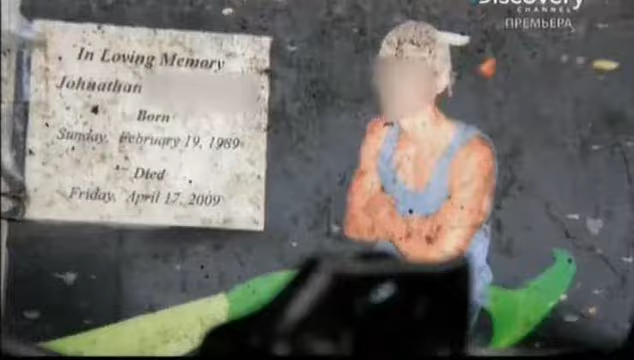 Discovery
CHANNEL
ПРЕМЬЕРА
In Loving Memory
Johnathan
Born
Sunday, February 19, 1989
Died
Friday, April 17, 2009